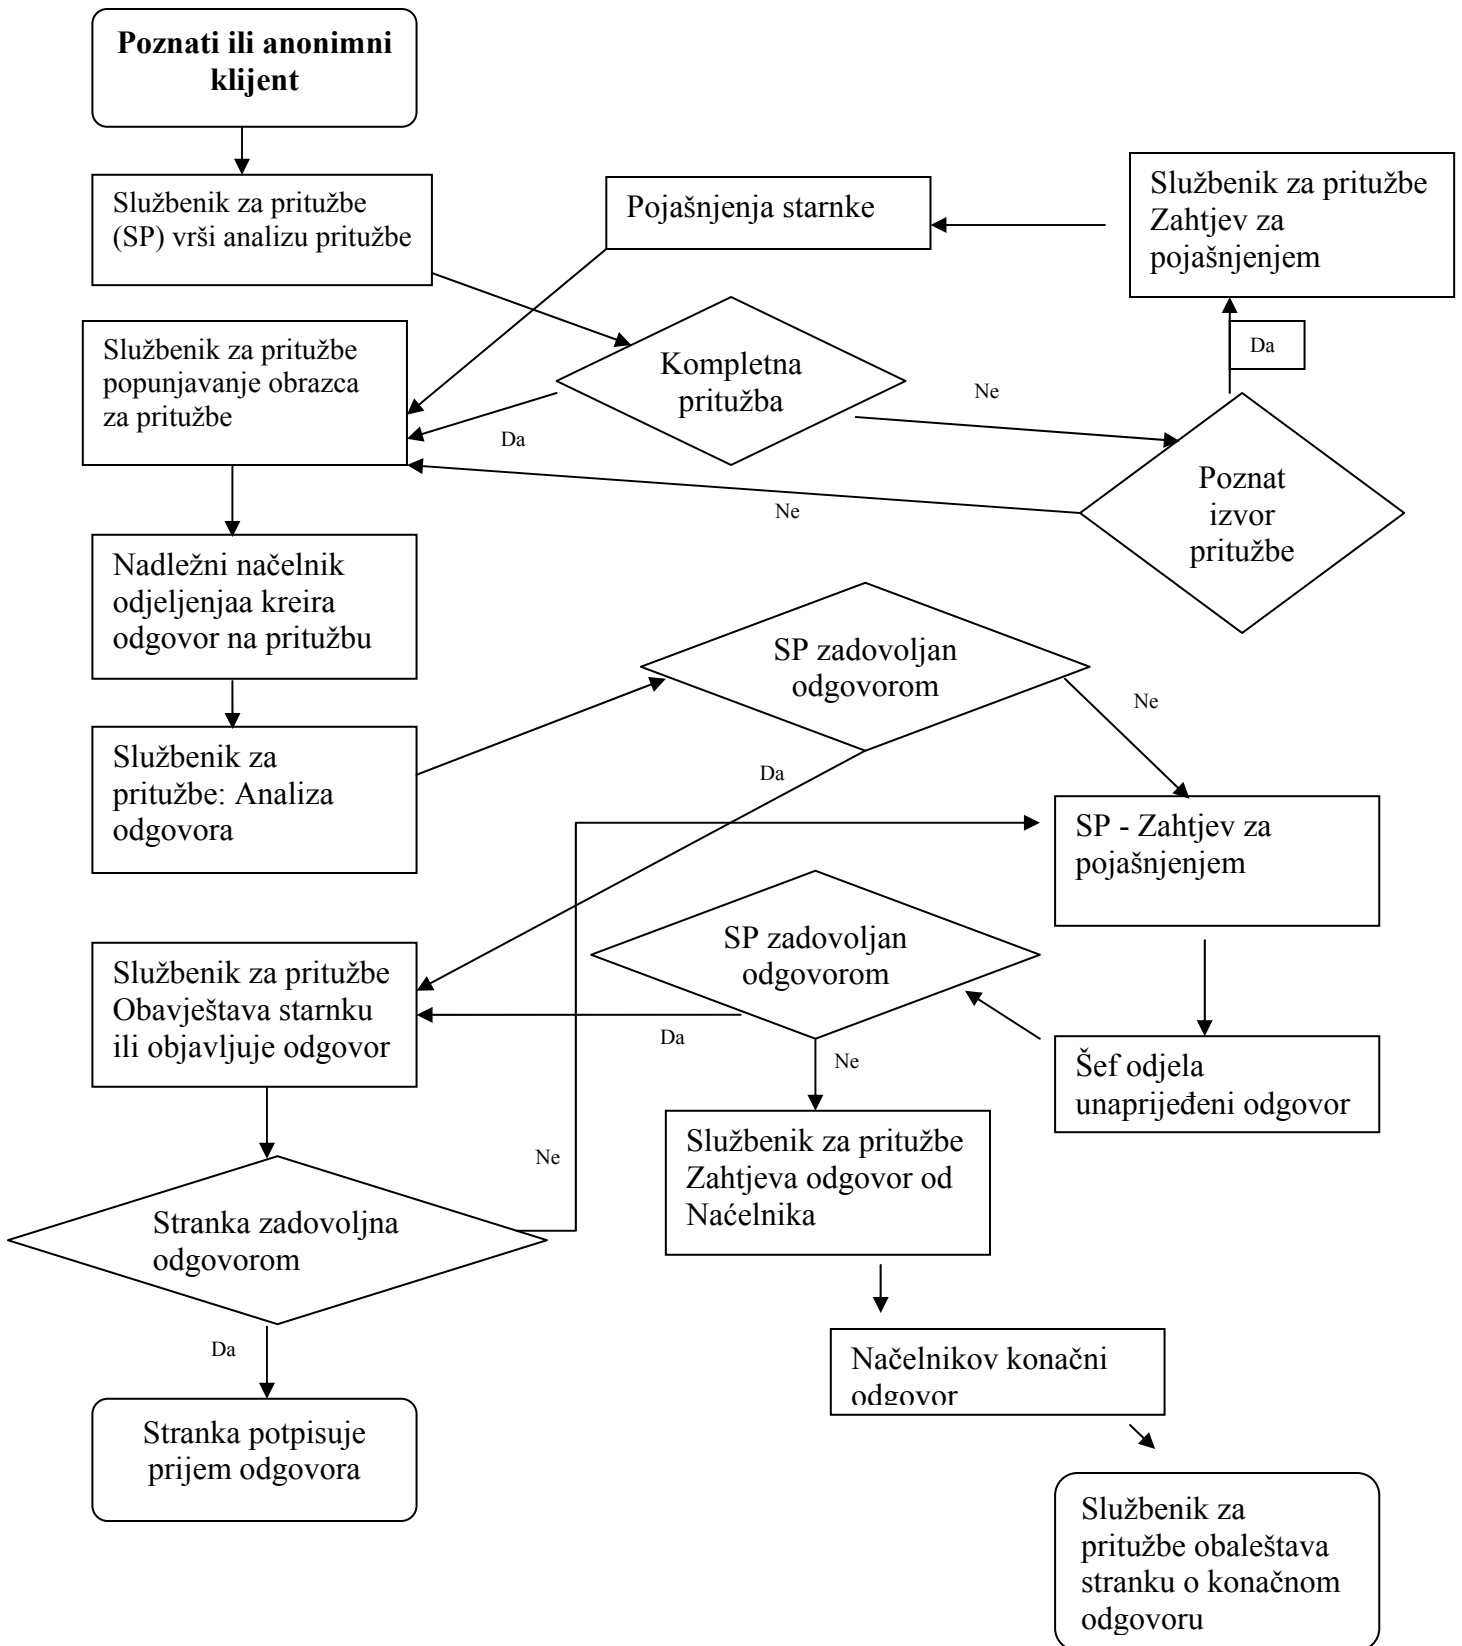 Poznati ili anonimni
klijent
Službenik za pritužbe
(SP) vrši analizu pritužbe
Pojašnjenja starnke
Službenik za pritužbe
Zahtjev za
pojašnjenjem
Službenik za pritužbe
popunjavanje obrazca
za pritužbe
Kompletna
pritužba
Da
Ne
Da
Ne
Poznat
izvor
pritužbe
Nadležni načelnik
odjeljenjaa kreira
odgovor na pritužbu
SP zadovoljan
odgovorom
Ne
Da
Službenik za
pritužbe: Analiza
odgovora
SP - Zahtjev za
pojašnjenjem
SP zadovoljan
odgovorom
Službenik za pritužbe
Obavještava starnku
ili objavljuje odgovor
Da
Ne
Šef odjela
unaprijeđeni odgovor
Službenik za pritužbe
Zahtjeva odgovor od
Naćelnika
Ne
Stranka zadovoljna
odgovorom
Da
Načelnikov konačni
odgovor
Stranka potpisuje
prijem odgovora
Službenik za
pritužbe obaleštava
stranku o konačnom
odgovoru